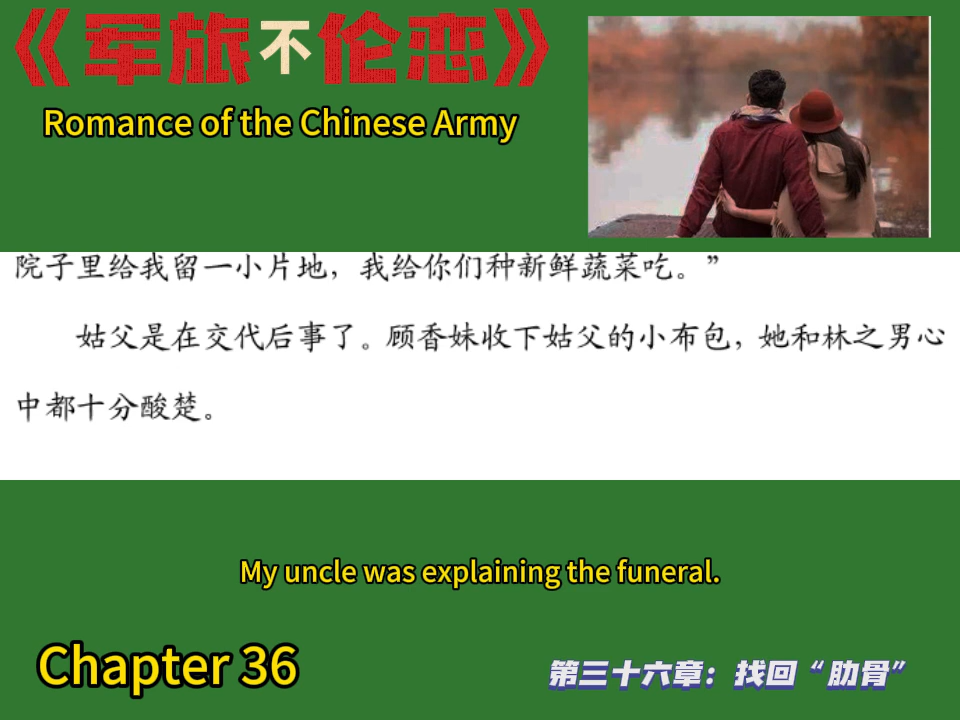 《军旅不伦恋》
Romance of the Chinese Army
院子里给我留一小片地，我给你们种新鲜蔬菜吃。”
姑父是在交代后事了。顾香妹收下姑父的小布包，她和林之男心
中都十分酸楚。
My uncle was explaining the funeral.
Chapter 36
第三十六章：找回“肋骨”